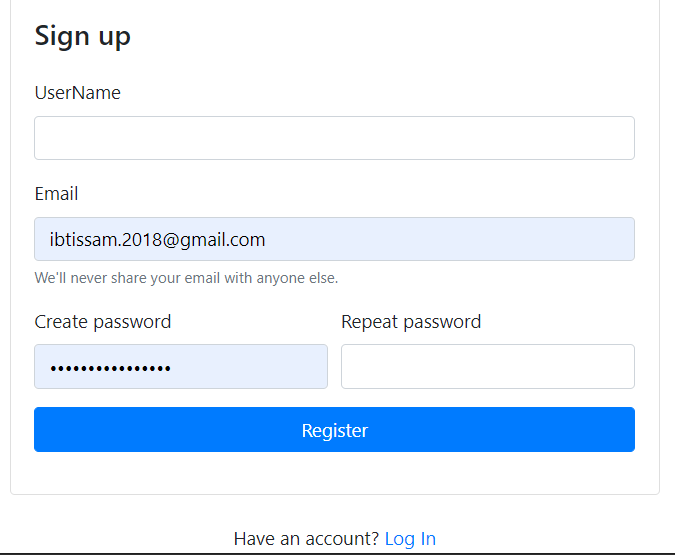 Sign up
UserName
Email
ibtissam.2018@gmail.com
We'll never share your email with anyone else.
Create password Repeat password
••••••••••••••••
Register
Have an account? Log In